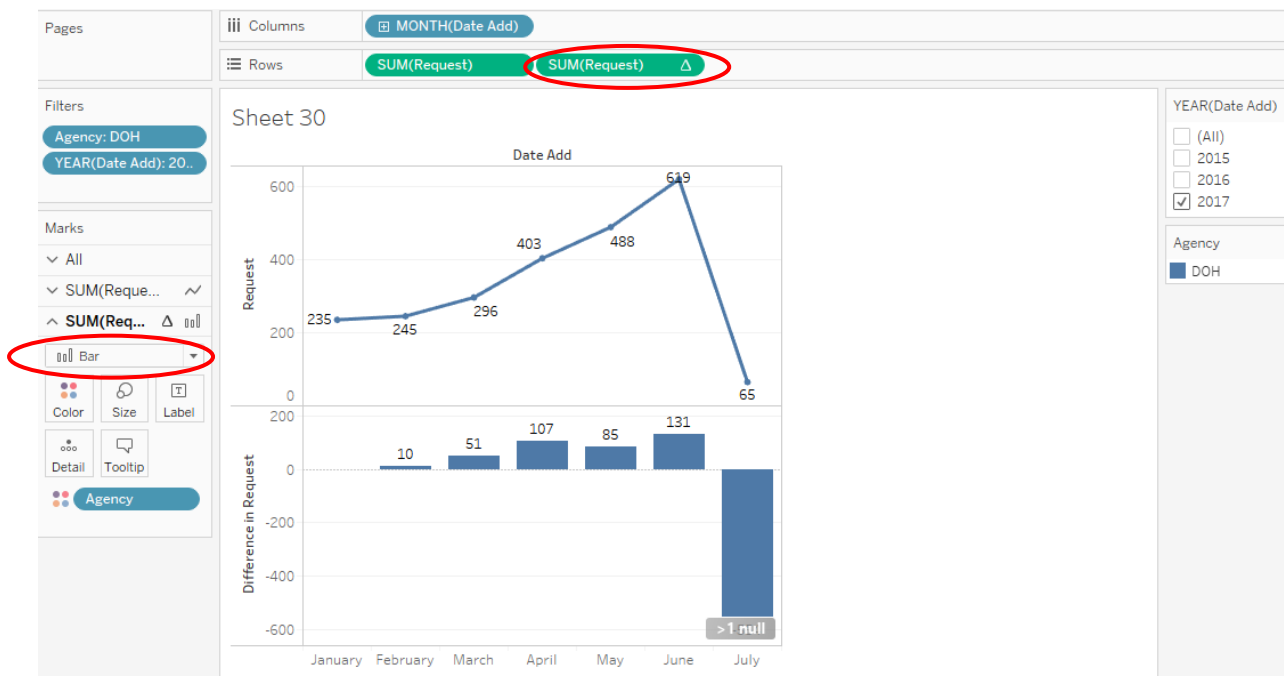 Pages
Columns
MONTH(Date Add)
Rows
SUM(Request)
SUM(Request) Δ
Filters
Agency: DOH
YEAR(Date Add): 20..
Marks
All
SUM(Reque...
SUM(Req... Δ
Bar
Color Size Label
Detail Tooltip
Agency
Sheet 30
Date Add
Request
600
400
200
0
235
245
296
403
488
619
65
Difference in Request
200
0
-200
-400
-600
10
51
107
85
131
>1 null
January February March April May June July
YEAR(Date Add)
(All)
2015
2016
2017
Agency
DOH